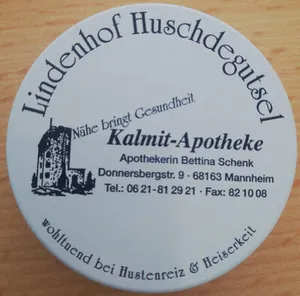 Lindenhof Huschdegutsel
Nähe bringt Gesundheit
Kalmit-Apotheke
Apothekerin Bettina Schenk
Donnersbergstr. 9 · 68163 Mannheim
Tel.: 06 21-81 29 21 · Fax: 82 10 08
wohltuend bei Hustenreiz & Heiserkeit